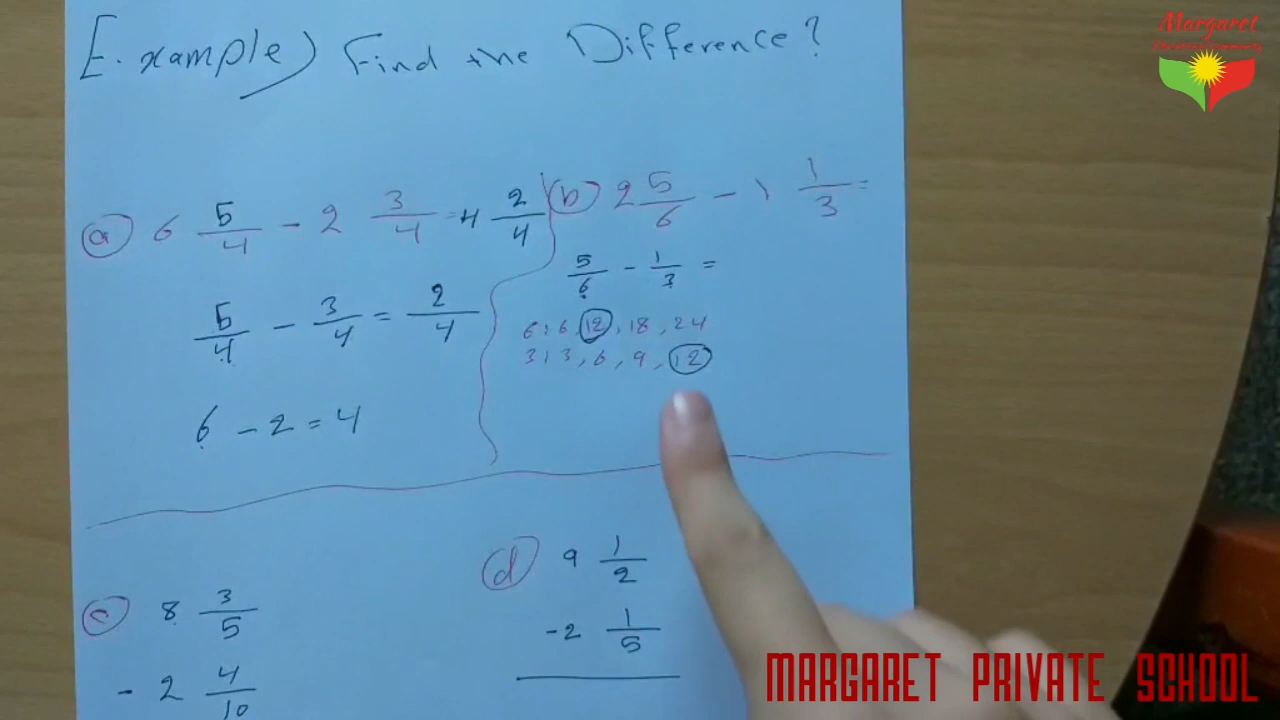 Example) Find the Difference?
a) 6 5/4 - 2 3/4 = 4 2/4
5/4 - 3/4 = 2/4
6 - 2 = 4
b) 2 5/6 - 1 1/3 =
5/6 - 1/3 =
6: 6, 12, 18, 24
3: 3, 6, 9, 12
c) 8 3/5
- 2 4/10
d) 9 1/2
- 2 1/5
Margaret
MARGARET PRIVATE SCHOOL